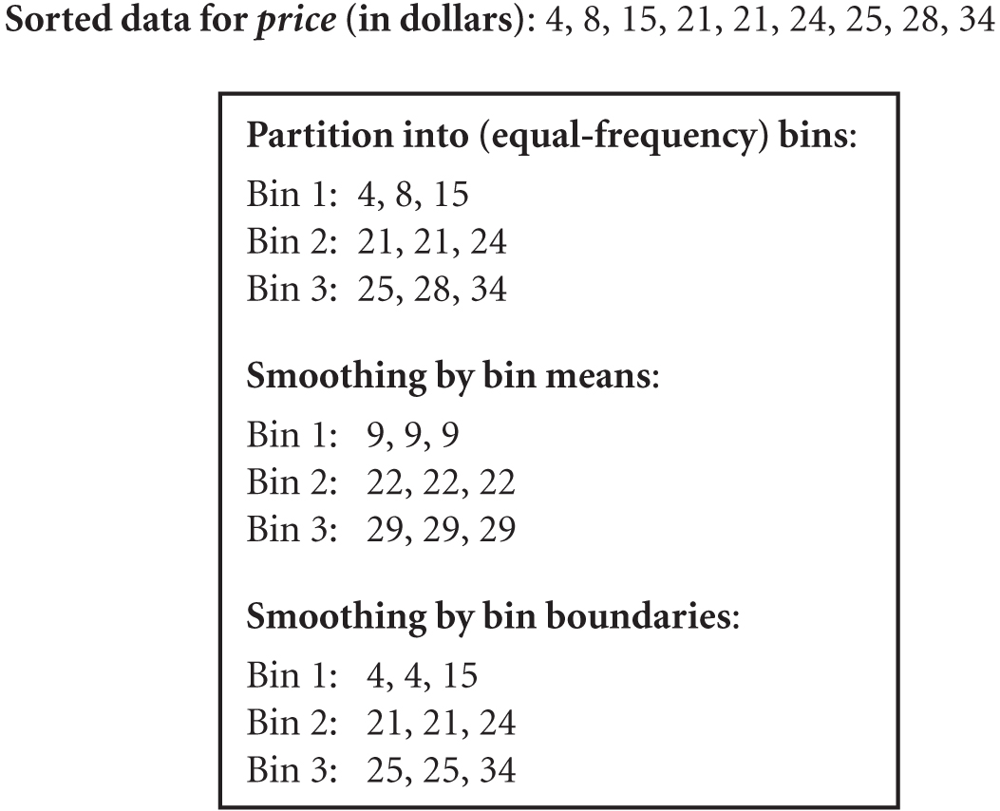 Sorted data for price (in dollars): 4, 8, 15, 21, 21, 24, 25, 28, 34
Partition into (equal-frequency) bins:
Bin 1: 4, 8, 15
Bin 2: 21, 21, 24
Bin 3: 25, 28, 34
Smoothing by bin means:
Bin 1: 9, 9, 9
Bin 2: 22, 22, 22
Bin 3: 29, 29, 29
Smoothing by bin boundaries:
Bin 1: 4, 4, 15
Bin 2: 21, 21, 24
Bin 3: 25, 25, 34